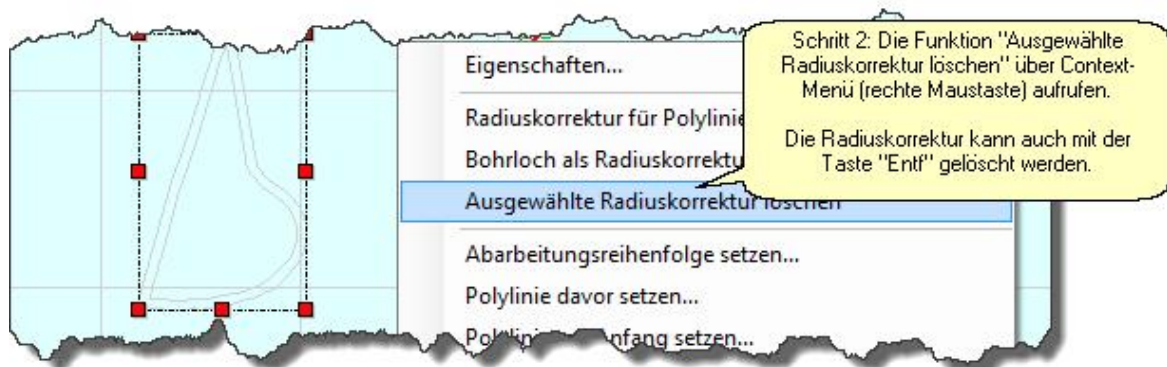 Eigenschaften...
Radiuskorrektur für Polylinie
Bohrloch als Radiuskorrektu
Ausgewählte Radiuskorrektur löschen
Abarbeitungsreihenfolge setzen...
Polylinie davor setzen...
nfang setzen...
Schritt 2: Die Funktion "Ausgewählte
Radiuskorrektur löschen" über Context-
Menü (rechte Maustaste) aufrufen.
Die Radiuskorrektur kann auch mit der
Taste "Entf" gelöscht werden.